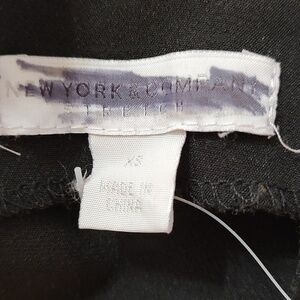 NEW YORK & COMPANY
STRETCH
XS
MADE IN
CHINA